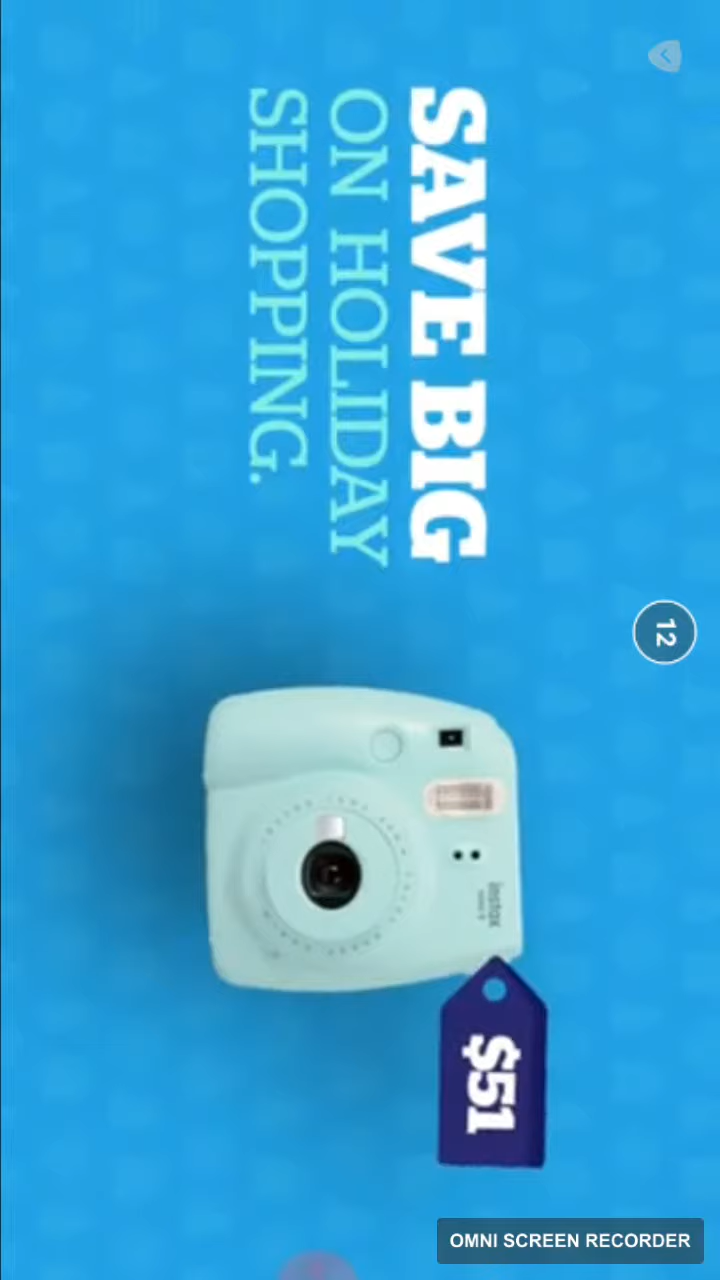 SAVE BIG
ON HOLIDAY
SHOPPING.
12
instax
$51
OMNI SCREEN RECORDER